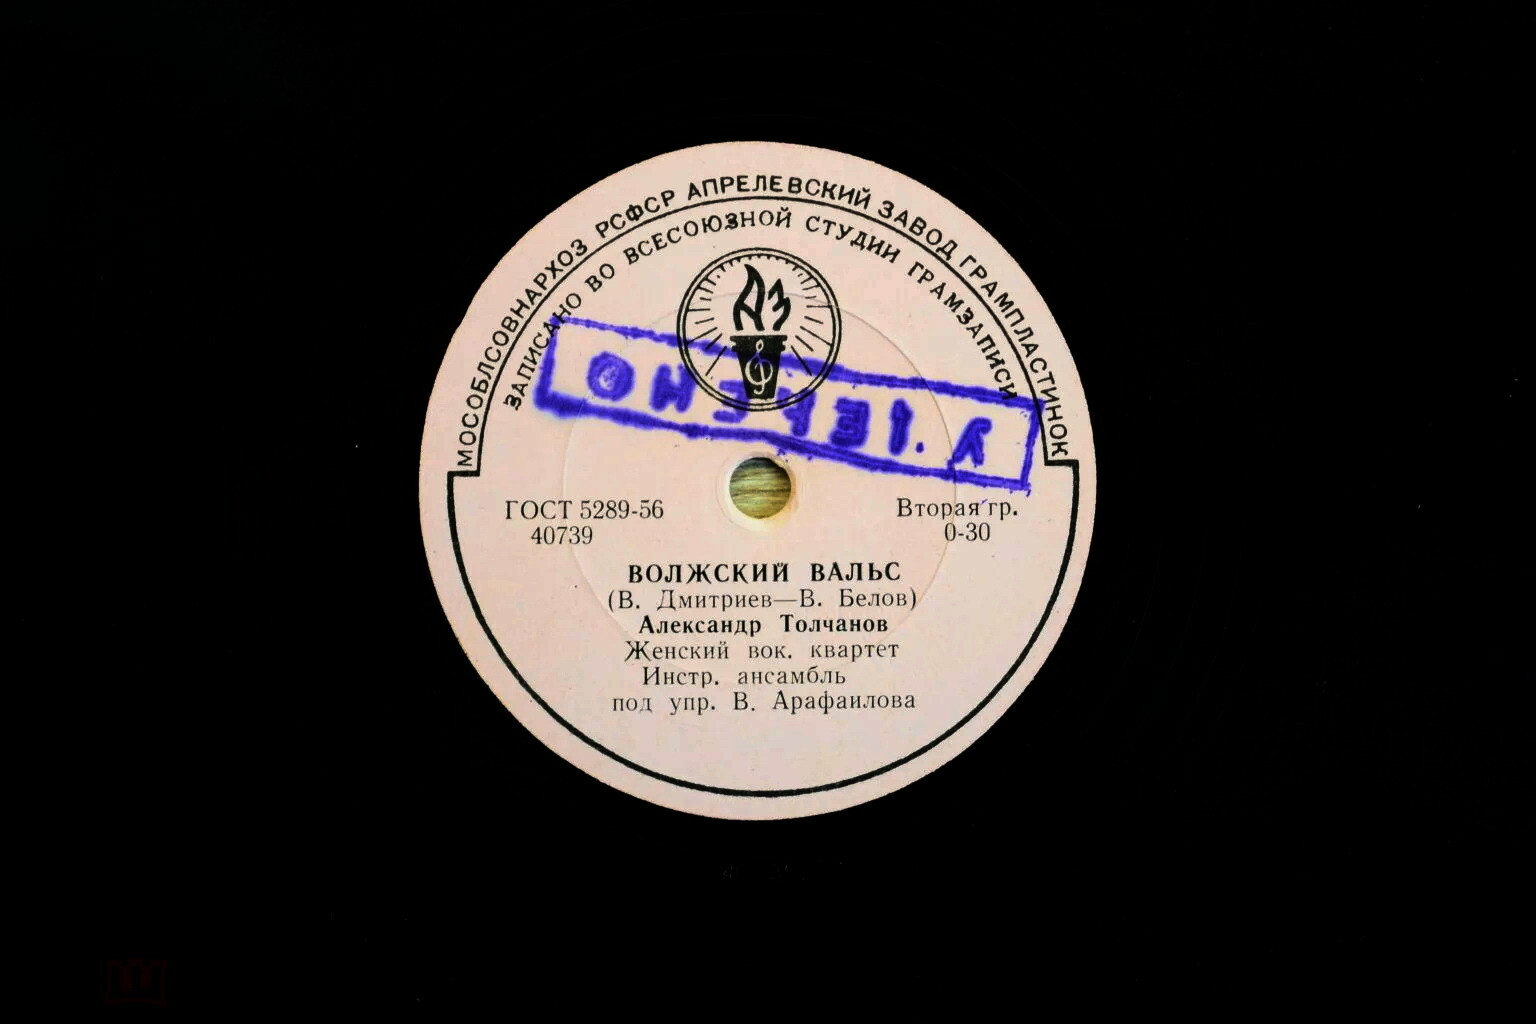 МОСОБЛСОВНАРХОЗ РСФСР АПРЕЛЕВСКИЙ ЗАВОД ГРАМПЛАСТИНОК
ЗАПИСАНО ВО ВСЕСОЮЗНОЙ СТУДИИ ГРАМЗАПИСИ
АЗ
ГОСТ 5289-56
40739
Вторая гр.
0-30
ВОЛЖСКИЙ ВАЛЬС
(В. Дмитриев—В. Белов)
Александр Толчанов
Женский вок. квартет
Инстр. ансамбль
под упр. В. Арафаилова